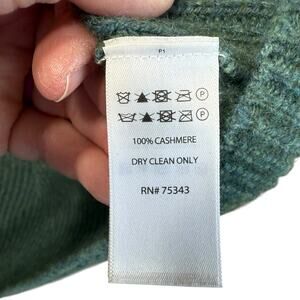 P1
P
P
100% CASHMERE
DRY CLEAN ONLY
RN# 75343